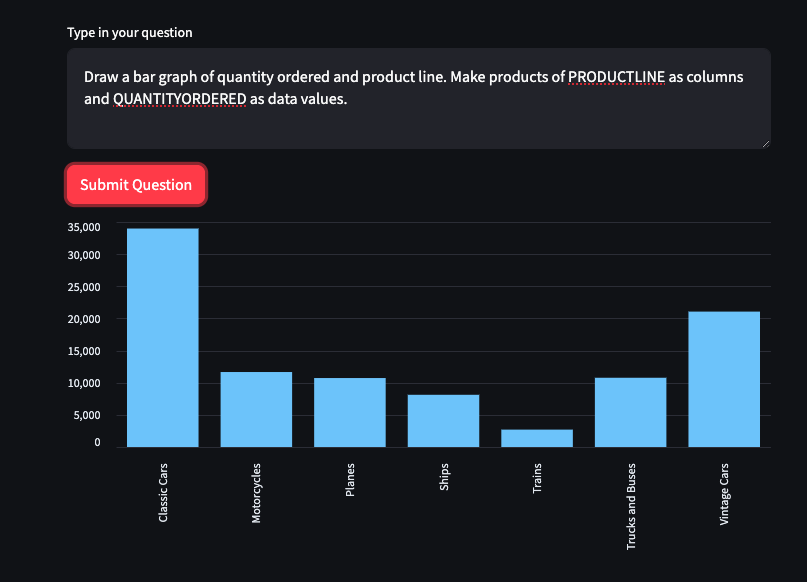 Type in your question
Draw a bar graph of quantity ordered and product line. Make products of PRODUCTLINE as columns
and QUANTITYORDERED as data values.
Submit Question
35,000
30,000
25,000
20,000
15,000
10,000
5,000
0
Classic Cars
Motorcycles
Planes
Ships
Trains
Trucks and Buses
Vintage Cars